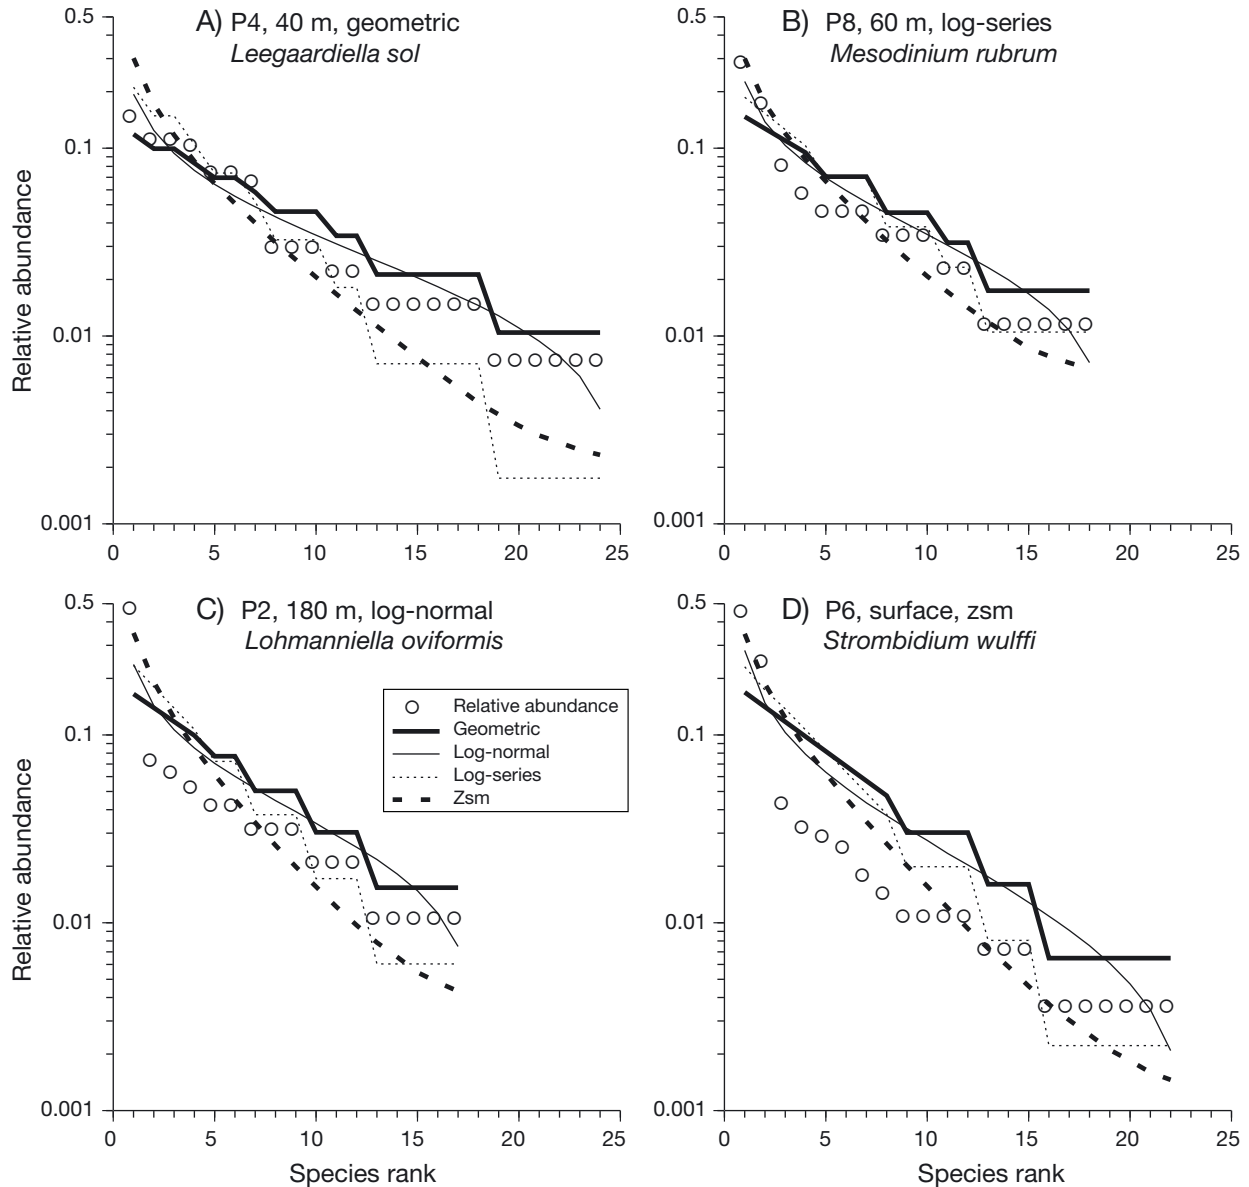 A) P4, 40 m, geometric
Leegaardiella sol
0.5
0.1
0.01
0.001
Relative abundance
0 5 10 15 20 25
B) P8, 60 m, log-series
Mesodinium rubrum
0.5
0.1
0.01
0.001
0 5 10 15 20 25
C) P2, 180 m, log-normal
Lohmanniella oviformis
0.5
0.1
0.01
0.001
Relative abundance
Relative abundance
Geometric
Log-normal
Log-series
Zsm
0 5 10 15 20 25
Species rank
D) P6, surface, zsm
Strombidium wulffi
0.5
0.1
0.01
0.001
0 5 10 15 20 25
Species rank